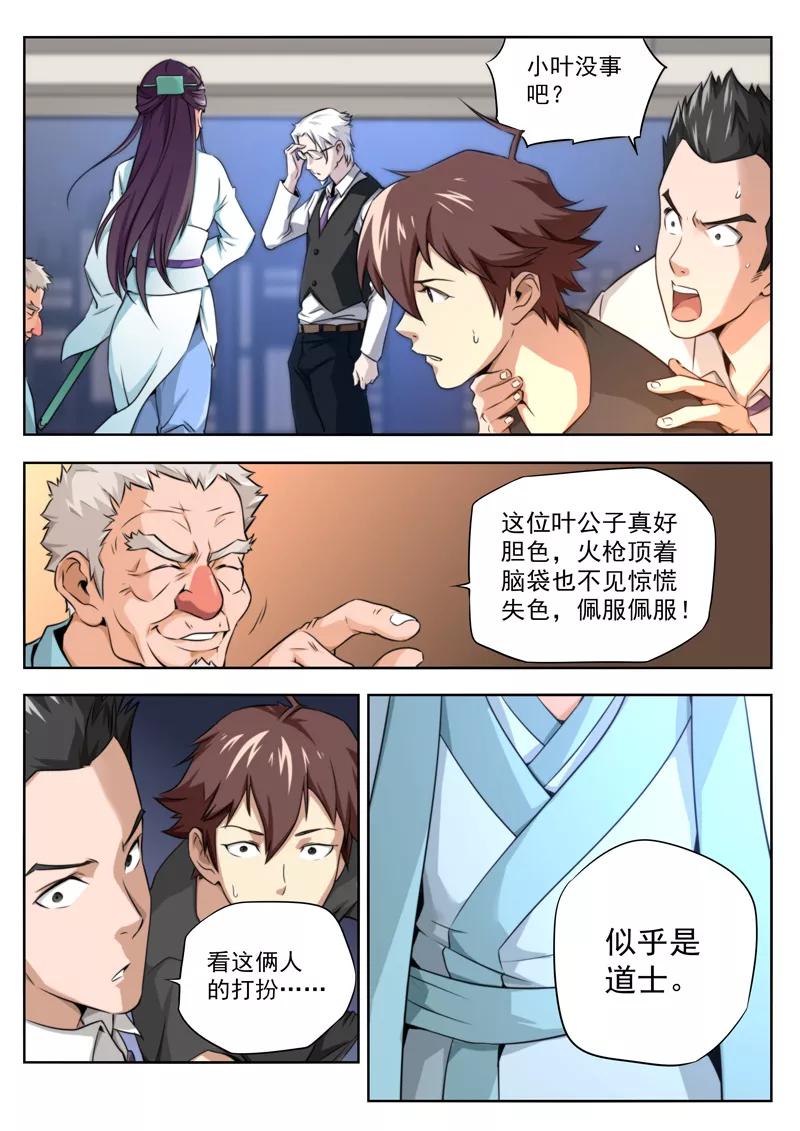 小叶没事
吧？
这位叶公子真好
胆色，火枪顶着
脑袋也不见惊慌
失色，佩服佩服！
看这俩人
的打扮……
似乎是
道士。